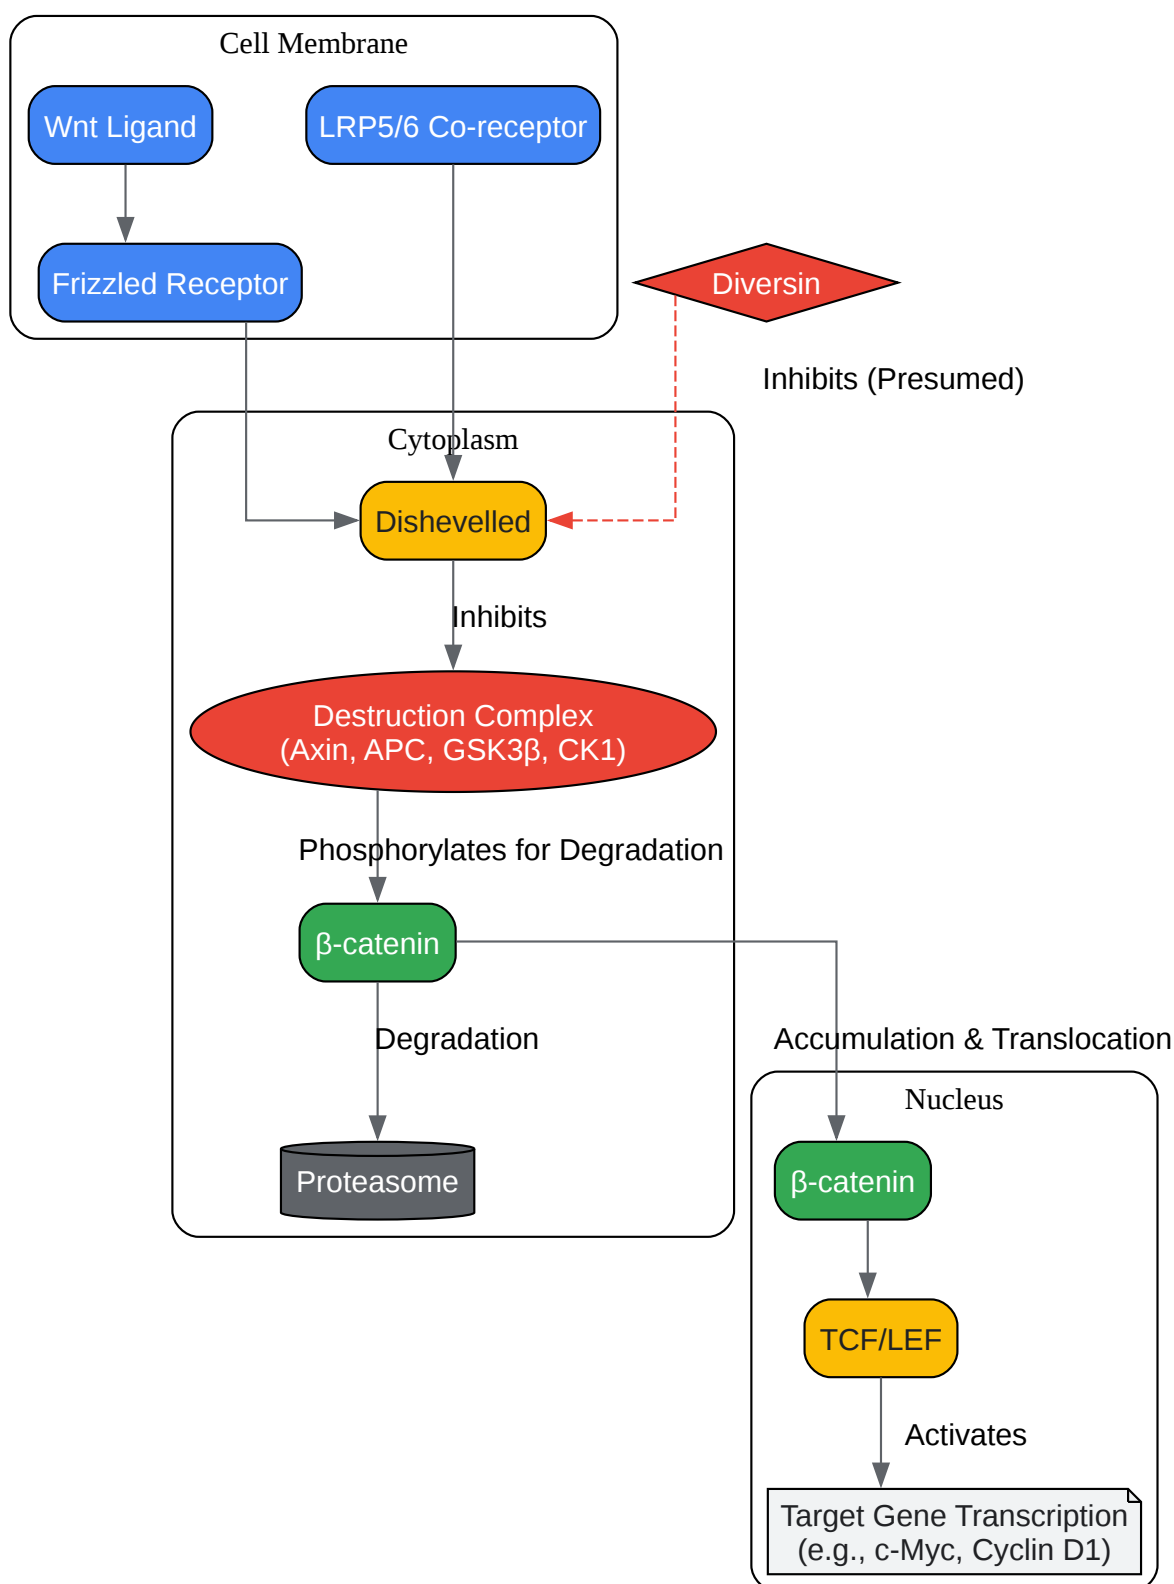 Cell Membrane
Wnt Ligand
LRP5/6 Co-receptor
Frizzled Receptor
Diversin
Inhibits (Presumed)
Cytoplasm
Dishevelled
Inhibits
Destruction Complex
(Axin, APC, GSK3β, CK1)
Phosphorylates for Degradation
β-catenin
Degradation
Accumulation & Translocation
Nucleus
Proteasome
β-catenin
TCF/LEF
Activates
Target Gene Transcription
(e.g., c-Myc, Cyclin D1)